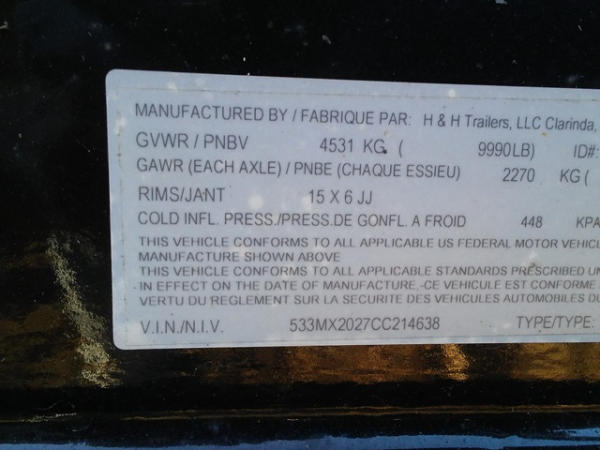 MANUFACTURED BY / FABRIQUE PAR: H & H Trailers, LLC Clarinda,
GVWR / PNBV 4531 KG ( 9990LB) ID#:
GAWR (EACH AXLE) / PNBE (CHAQUE ESSIEU) 2270 KG (
RIMS/JANT 15 X 6 JJ
COLD INFL. PRESS./PRESS.DE GONFL. A FROID 448 KPA
THIS VEHICLE CONFORMS TO ALL APPLICABLE US FEDERAL MOTOR VEHICL
MANUFACTURE SHOWN ABOVE
THIS VEHICLE CONFORMS TO ALL APPLICABLE STANDARDS PRESCRIBED UN
IN EFFECT ON THE DATE OF MANUFACTURE,-CE VEHICULE EST CONFORME
VERTU DU REGLEMENT SUR LA SECURITE DES VEHICULES AUTOMOBILES DU
V.I.N./N.I.V. 533MX2027CC214638 TYPE/TYPE: